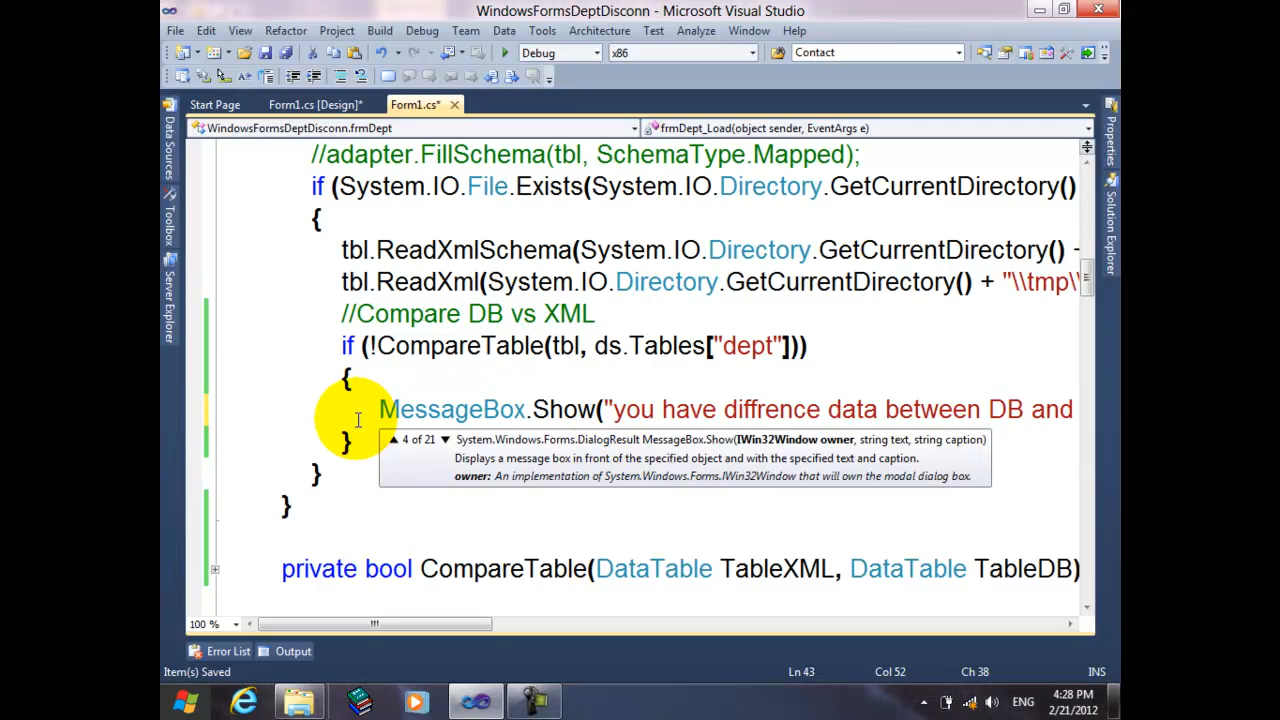 WindowsFormsDeptDisconn - Microsoft Visual Studio
File Edit View Refactor Project Build Debug Team Data Tools Architecture Test Analyze Window Help
Debug x86 Contact
Start Page Form1.cs [Design]* Form1.cs*
WindowsFormsDeptDisconn.frmDept frmDept_Load(object sender, EventArgs e)
Data Sources
Toolbox
Server Explorer
Properties
Solution Explorer
//adapter.FillSchema(tbl, SchemaType.Mapped);
if (System.IO.File.Exists(System.IO.Directory.GetCurrentDirectory()
{
tbl.ReadXmlSchema(System.IO.Directory.GetCurrentDirectory() +
tbl.ReadXml(System.IO.Directory.GetCurrentDirectory() + "\\tmp\
//Compare DB vs XML
if (!CompareTable(tbl, ds.Tables["dept"]))
{
MessageBox.Show("you have diffrence data between DB and
▲ 4 of 21 ▼ System.Windows.Forms.DialogResult MessageBox.Show(IWin32Window owner, string text, string caption)
Displays a message box in front of the specified object and with the specified text and caption.
owner: An implementation of System.Windows.Forms.IWin32Window that will own the modal dialog box.
}
}
}
private bool CompareTable(DataTable TableXML, DataTable TableDB)
100 %
Error List Output
Item(s) Saved Ln 43 Col 52 Ch 38 INS
ENG 4:28 PM
2/21/2012